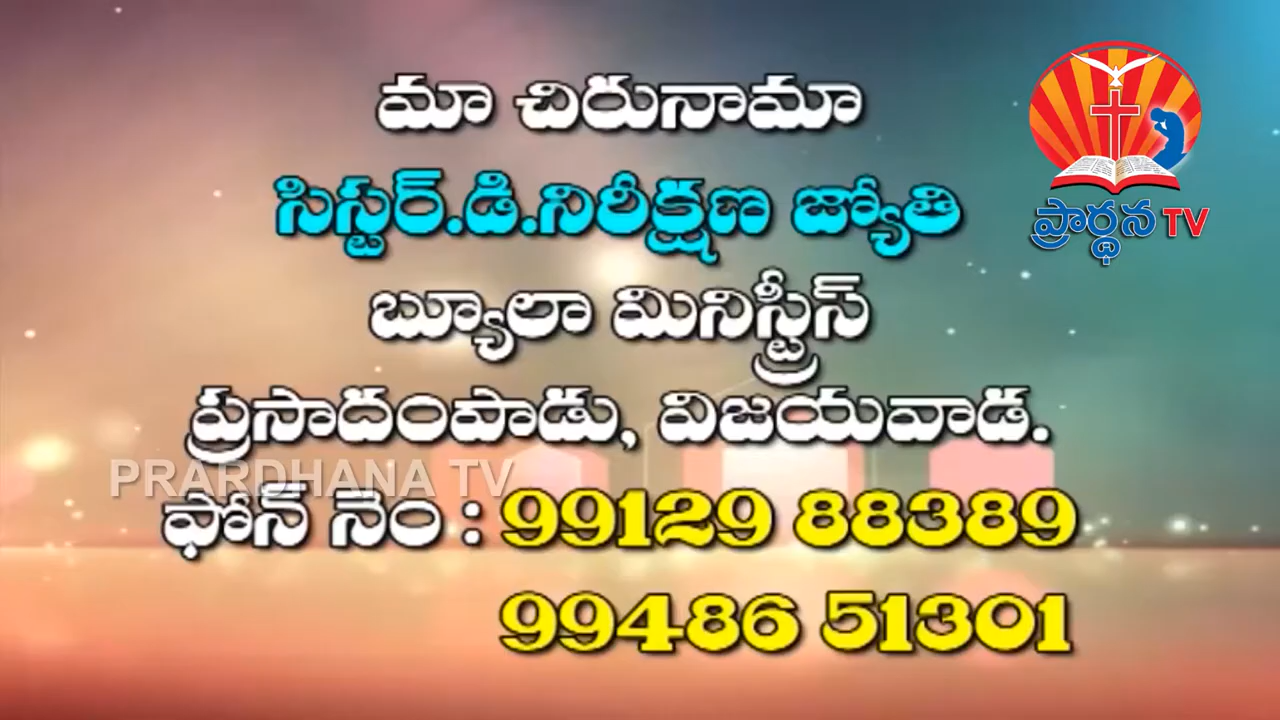 మా చిరునామా
సిస్టర్.డి.నిరీక్షణ జ్యోతి
బ్యూలా మినిస్ట్రీస్
ప్రసాదంపాడు, విజయవాడ.
ఫోన్ నెం : 99129 88389
99486 51301
ప్రార్థన TV
PRARDHANA TV